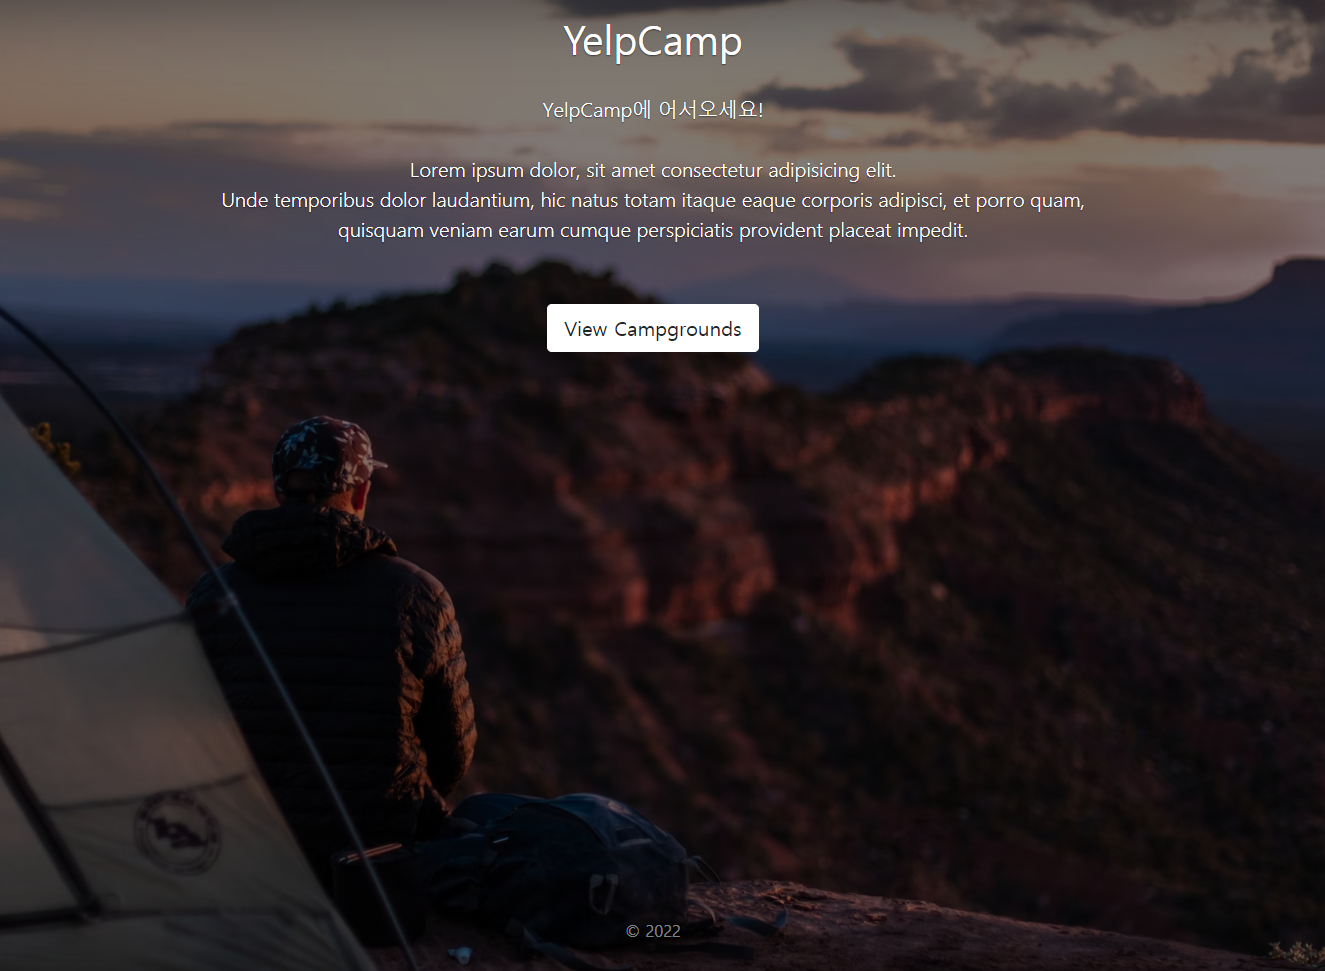 YelpCamp
YelpCamp에 어서오세요!
Lorem ipsum dolor, sit amet consectetur adipisicing elit.
Unde temporibus dolor laudantium, hic natus totam itaque eaque corporis adipisci, et porro quam,
quisquam veniam earum cumque perspiciatis provident placeat impedit.
View Campgrounds
© 2022